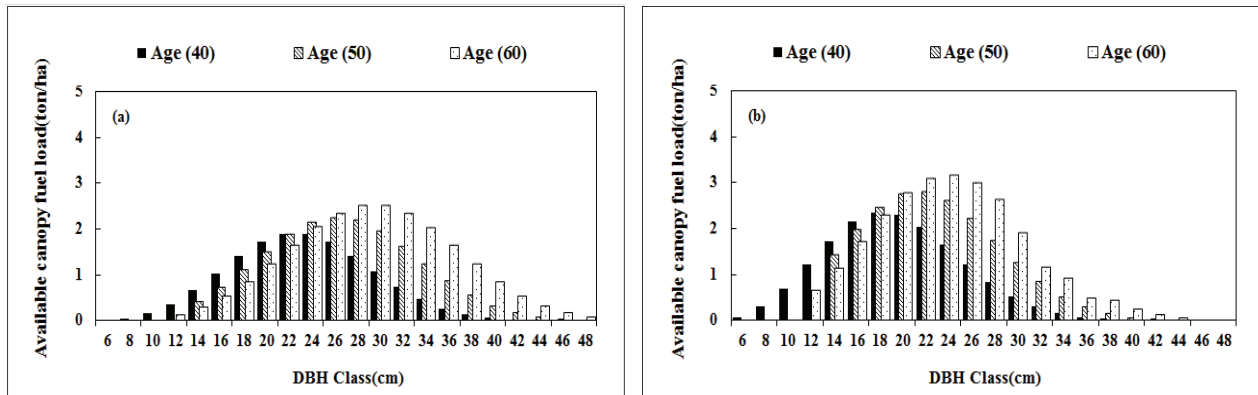 Age (40) Age (50) Age (60)
Available canopy fuel load(ton/ha)
5
4
3
2
1
0
(a)
6 8 10 12 14 16 18 20 22 24 26 28 30 32 34 36 38 40 42 44 46 48
DBH Class(cm)
Age (40) Age (50) Age (60)
Available canopy fuel load(ton/ha)
5
4
3
2
1
0
(b)
6 8 10 12 14 16 18 20 22 24 26 28 30 32 34 36 38 40 42 44 46 48
DBH Class(cm)